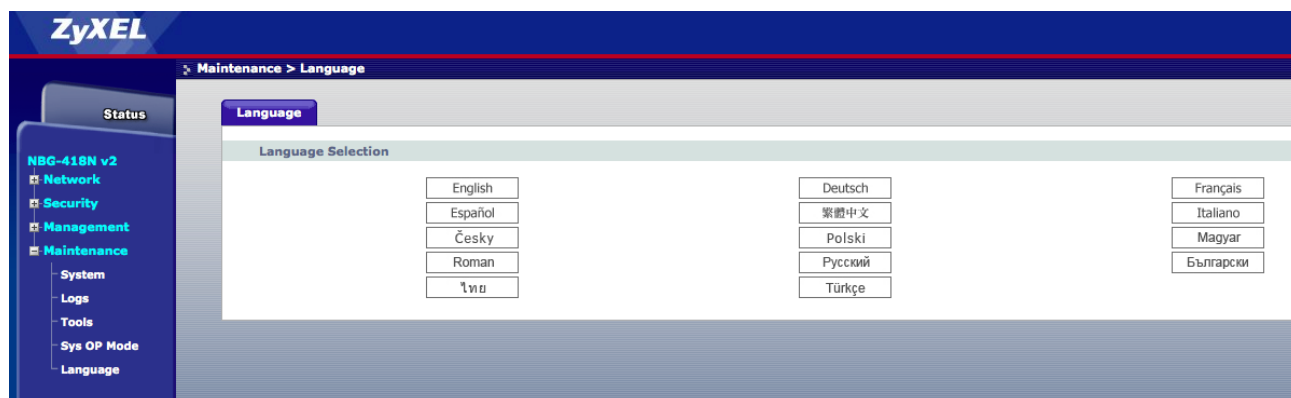 ZyXEL
Maintenance > Language
Status
Language
Language Selection
NBG-418N v2
Network
Security
Management
Maintenance
System
Logs
Tools
Sys OP Mode
Language
English Deutsch Français
Español 繁體中文 Italiano
Česky Polski Magyar
Roman Русский Български
ไทย Türkçe